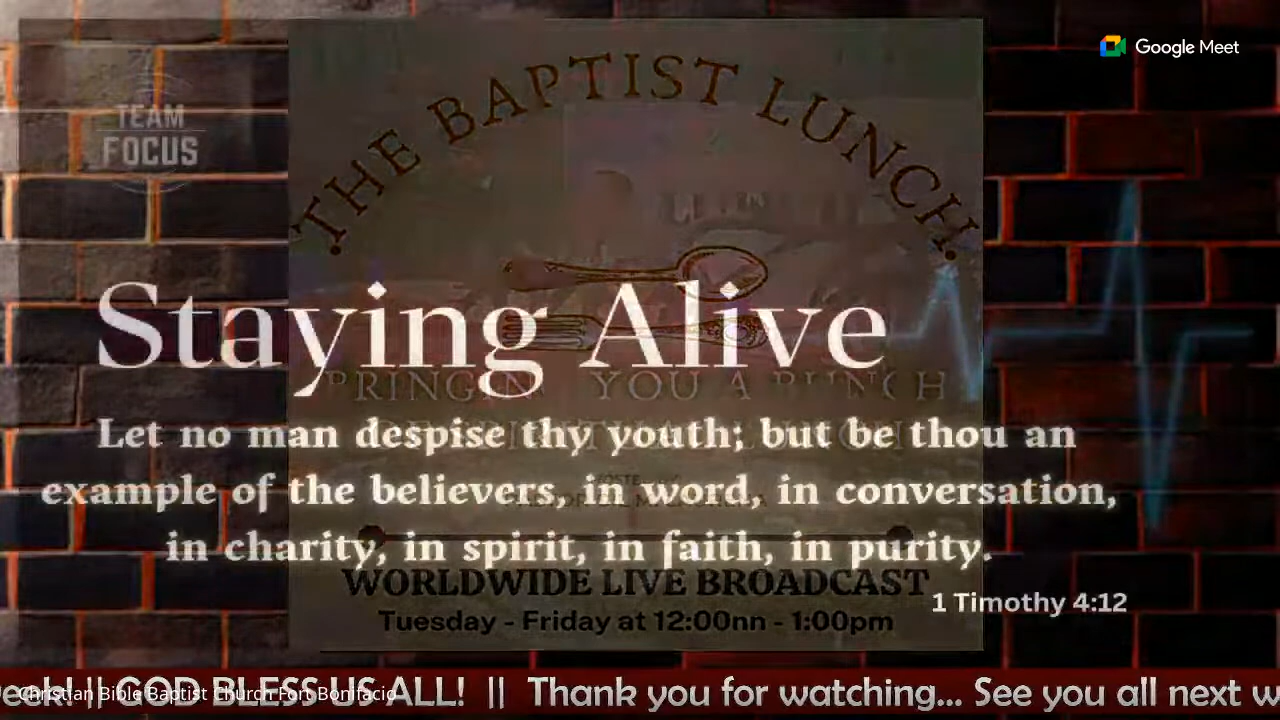 Google Meet
TEAM
FOCUS
THE BAPTIST LUNCH
Staying Alive
YOU A
Let no man despise thy youth; but be thou an
example of the believers, in word, in conversation,
in charity, in spirit, in faith, in purity.
WORLDWIDE LIVE BROADCAST
1 Timothy 4:12
Tuesday - Friday at 12:00nn - 1:00pm
GOD BLESS US ALL! || Thank you for watching... See you all next
Christian Bible Baptist Church Fort Bonifacio